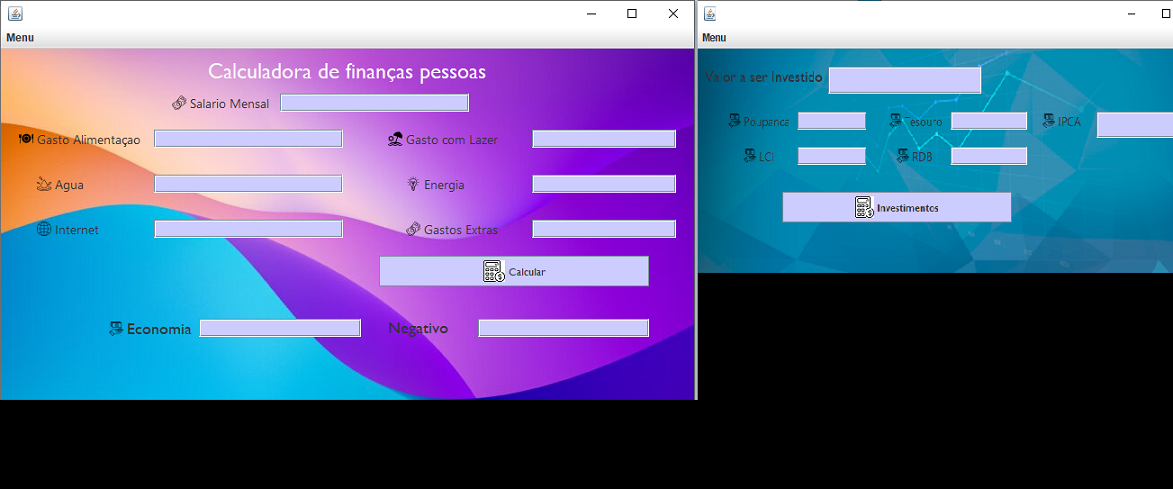 Menu
Calculadora de finanças pessoas
Salario Mensal
Gasto Alimentaçao
Gasto com Lazer
Agua
Energia
Internet
Gastos Extras
Calcular
Economia
Negativo
Menu
Valor a ser Investido
Poupanca
Tesouro
IPCA
LCI
RDB
Investimentos